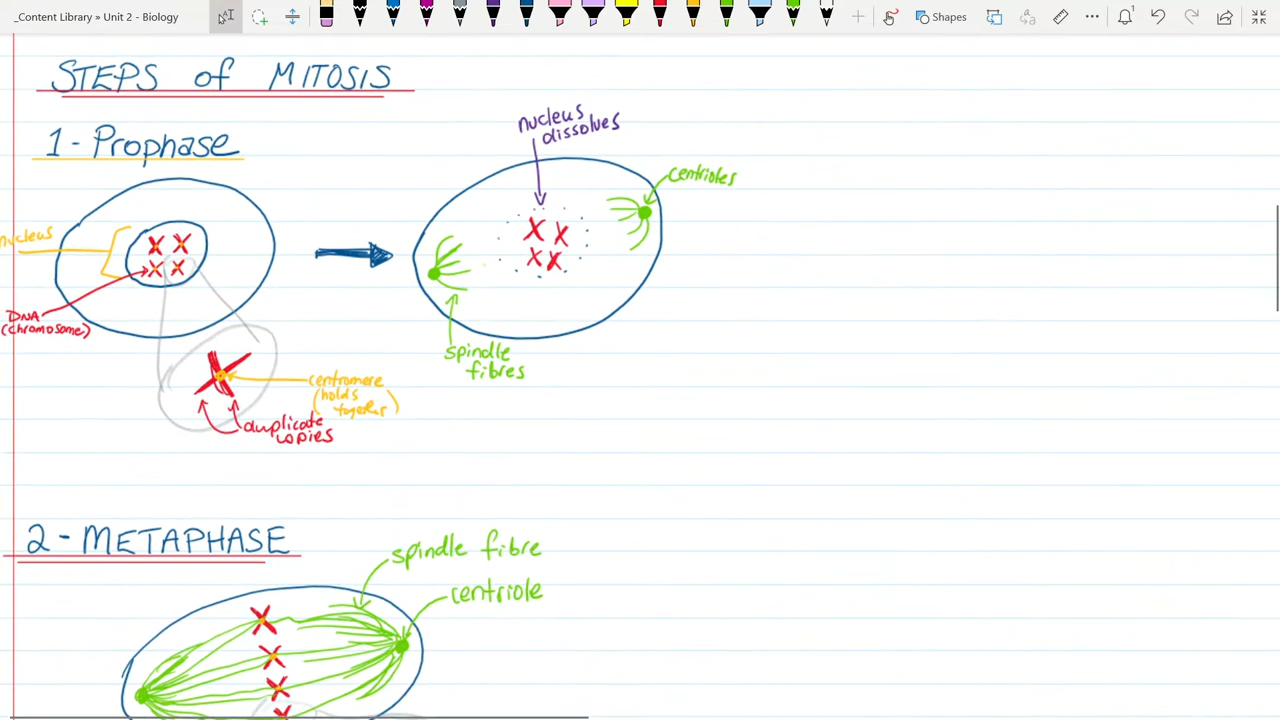 _Content Library » Unit 2 - Biology
Shapes
STEPS of MITOSIS
1 - Prophase
nucleus
dissolves
centrioles
nucleus
DNA
(chromosome)
spindle
fibres
centromere
(holds
together)
duplicate
copies
2 - METAPHASE
spindle fibre
centriole